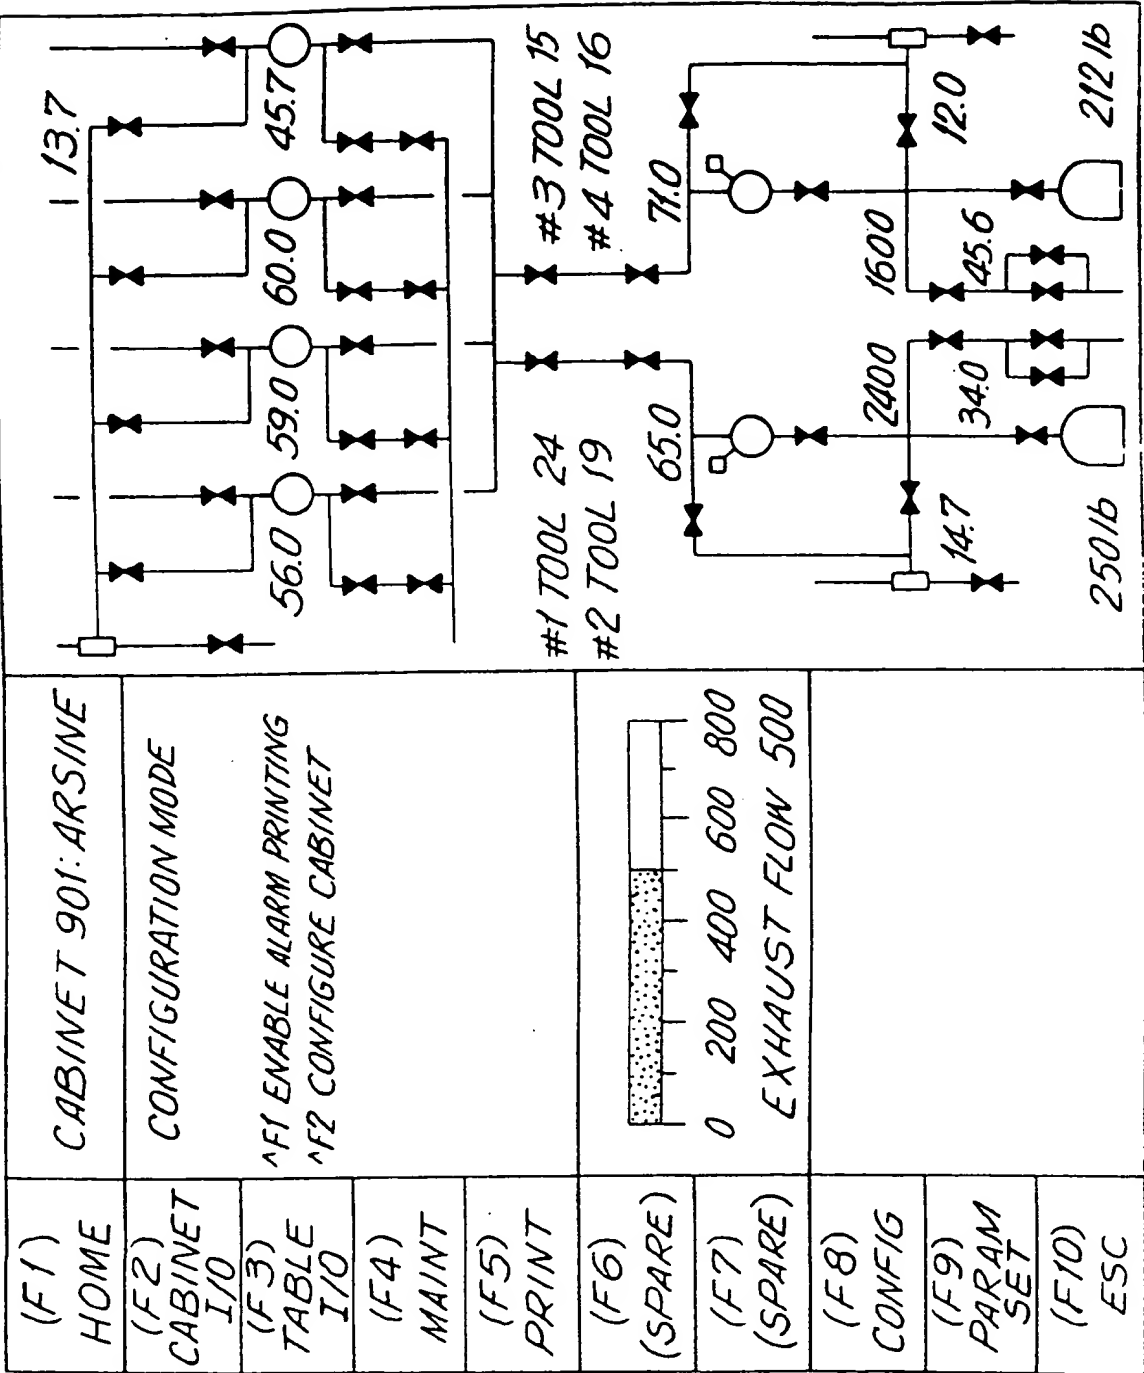 (F1)
HOME
(F2)
CABINET
I/O
(F3)
TABLE
I/O
(F4)
MAINT
(F5)
PRINT
(F6)
(SPARE)
(F7)
(SPARE)
(F8)
CONFIG
(F9)
PARAM
SET
(F10)
ESC
CABINET 901: ARSINE
CONFIGURATION MODE
^F1 ENABLE ALARM PRINTING
^F2 CONFIGURE CABINET
0 200 400 600 800
EXHAUST FLOW 500
13.7
56.0 59.0 60.0 45.7
#1 TOOL 24 #3 TOOL 15
#2 TOOL 19 #4 TOOL 16
65.0 71.0
2400 1600
14.7 34.0 45.6 12.0
250 lb 212 lb